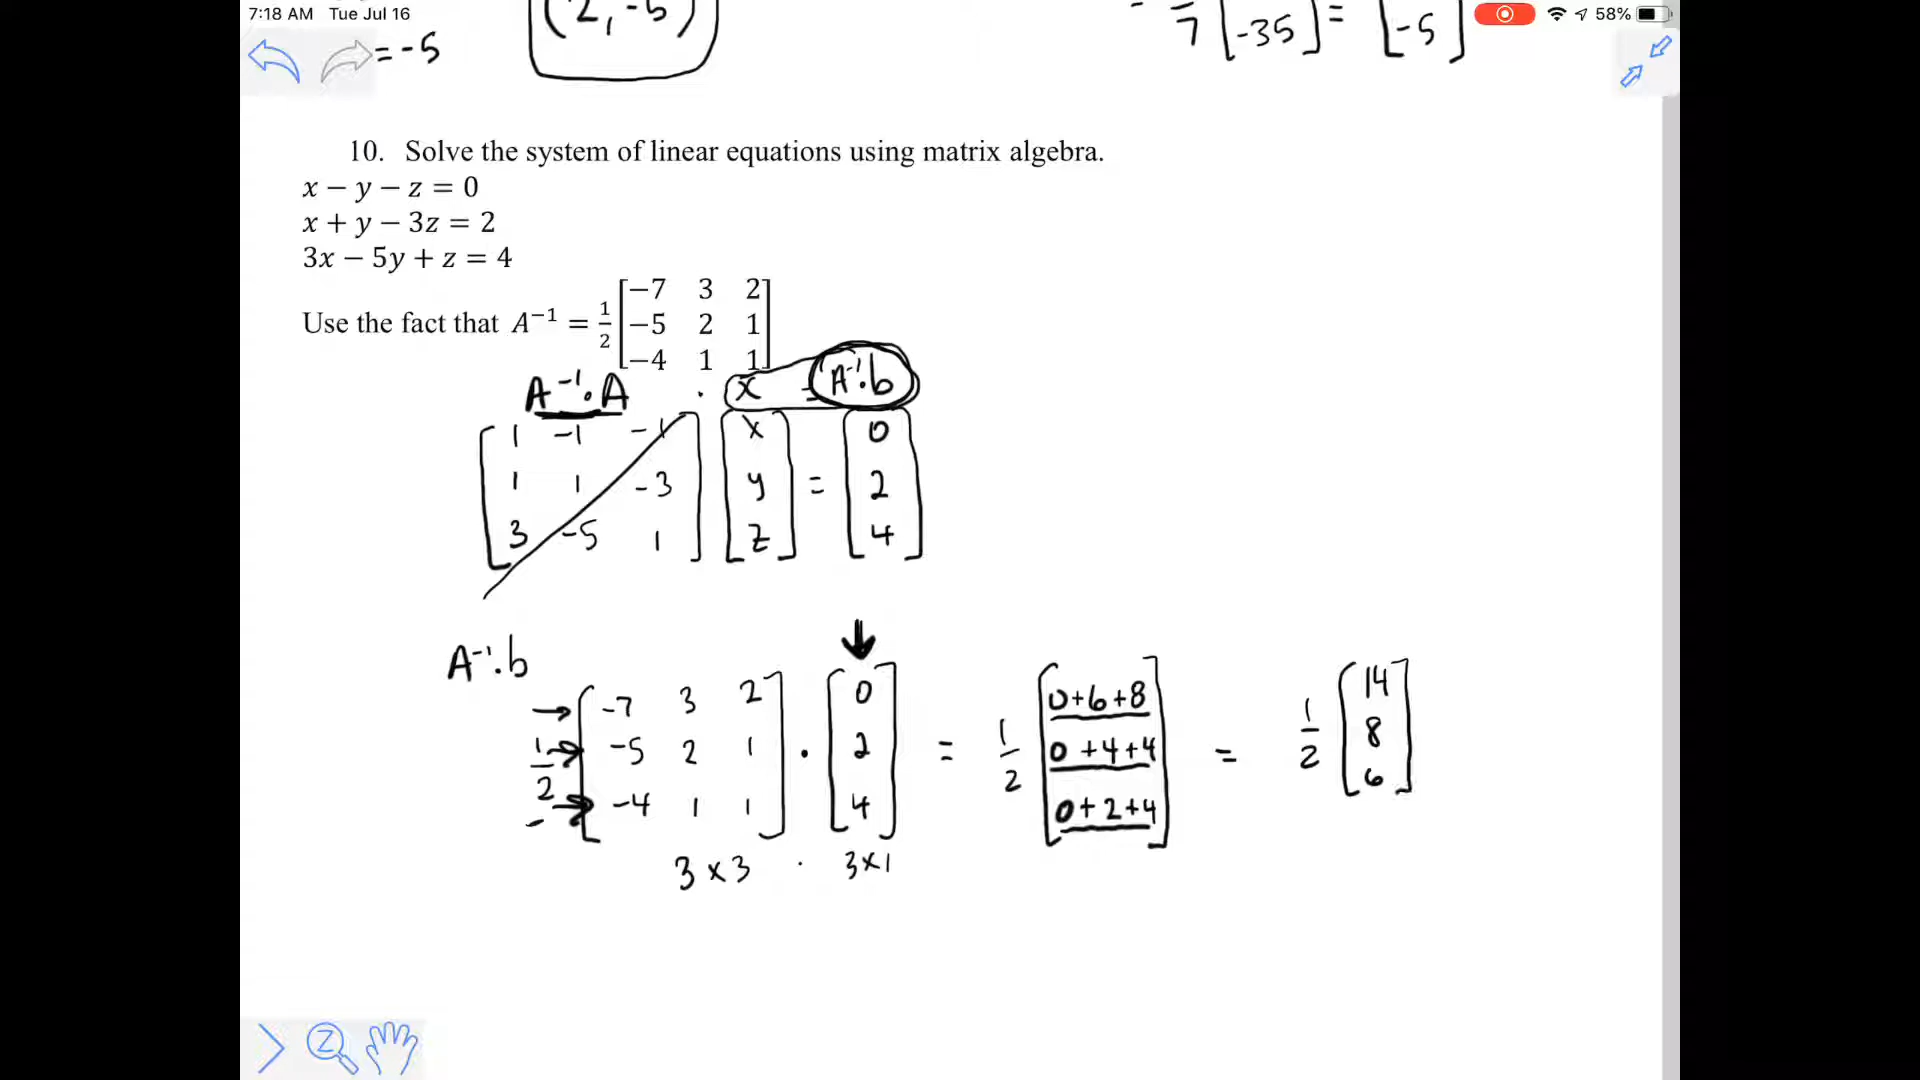 7:18 AM Tue Jul 16 58%
(2, -5)
= -5
= 1/7 [-35] = [-5]
10. Solve the system of linear equations using matrix algebra.
x − y − z = 0
x + y − 3z = 2
3x − 5y + z = 4
Use the fact that A⁻¹ = 1/2 [−7 3 2
−5 2 1
−4 1 1]
A⁻¹·A · x = A⁻¹·b
[1 -1 -1] [x] [0]
[1 1 -3] [y] = [2]
[3 -5 1] [z] [4]
A⁻¹·b
[-7 3 2] [0] [0+6+8] [14]
1/2 [-5 2 1] · [2] = 1/2 [0+4+4] = 1/2 [8]
[-4 1 1] [4] [0+2+4] [6]
3x3 · 3x1
Z